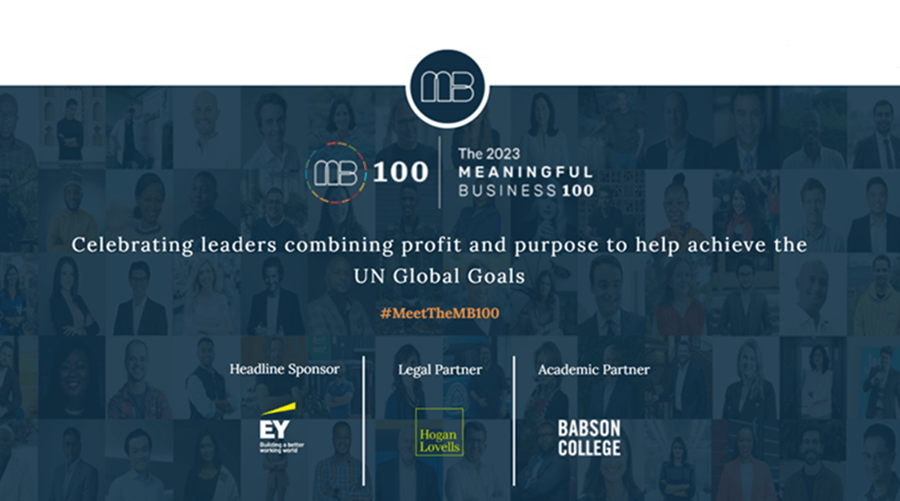 MB
MB 100
The 2023
MEANINGFUL
BUSINESS 100
Celebrating leaders combining profit and purpose to help achieve the
UN Global Goals
#MeetTheMB100
Headline Sponsor
Legal Partner
Academic Partner
EY
Building a better
working world
Hogan
Lovells
BABSON
COLLEGE